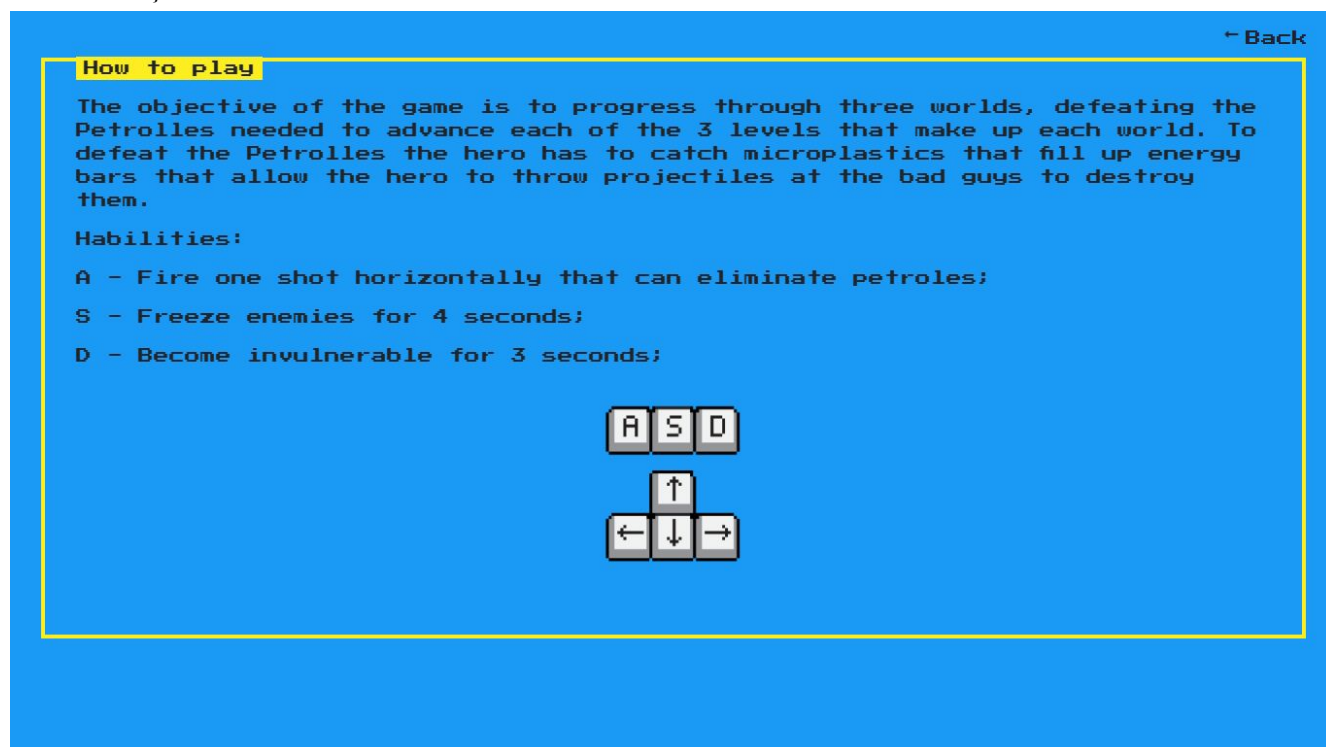 ←Back
How to play
The objective of the game is to progress through three worlds, defeating the
Petrolles needed to advance each of the 3 levels that make up each world. To
defeat the Petrolles the hero has to catch microplastics that fill up energy
bars that allow the hero to throw projectiles at the bad guys to destroy
them.
Habilities:
A - Fire one shot horizontally that can eliminate petroles;
S - Freeze enemies for 4 seconds;
D - Become invulnerable for 3 seconds;
A S D
↑
← ↓ →